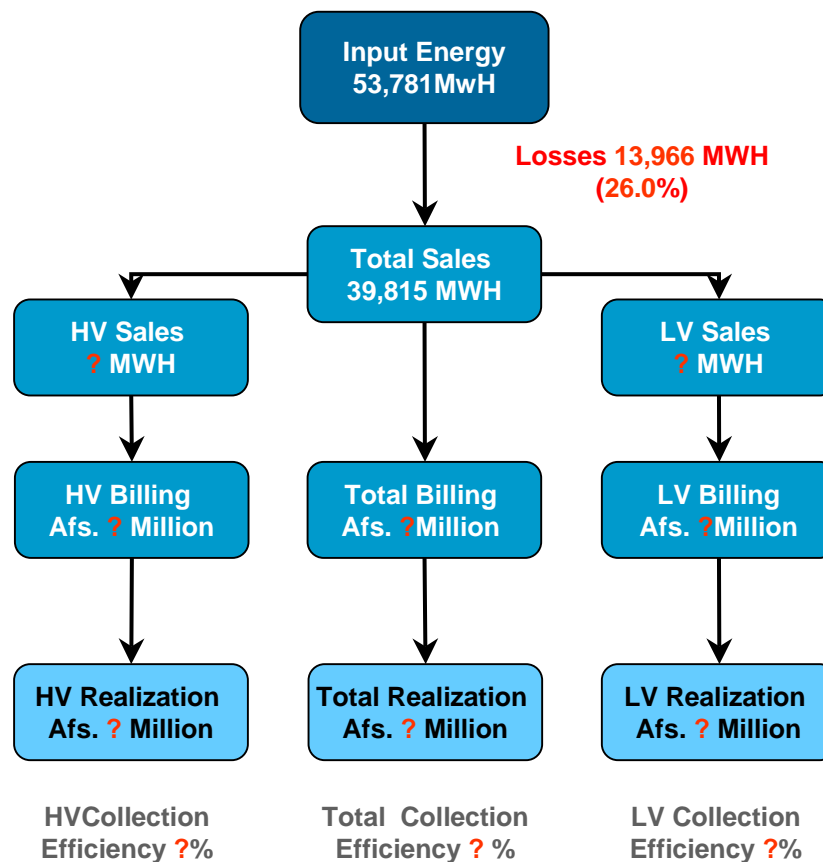 Input Energy
53,781MwH
Losses 13,966 MWH
(26.0%)
Total Sales
39,815 MWH
HV Sales
? MWH
LV Sales
? MWH
HV Billing
Afs. ? Million
Total Billing
Afs. ?Million
LV Billing
Afs. ?Million
HV Realization
Afs. ? Million
Total Realization
Afs. ? Million
LV Realization
Afs. ? Million
HVCollection
Efficiency ?%
Total Collection
Efficiency ? %
LV Collection
Efficiency ?%